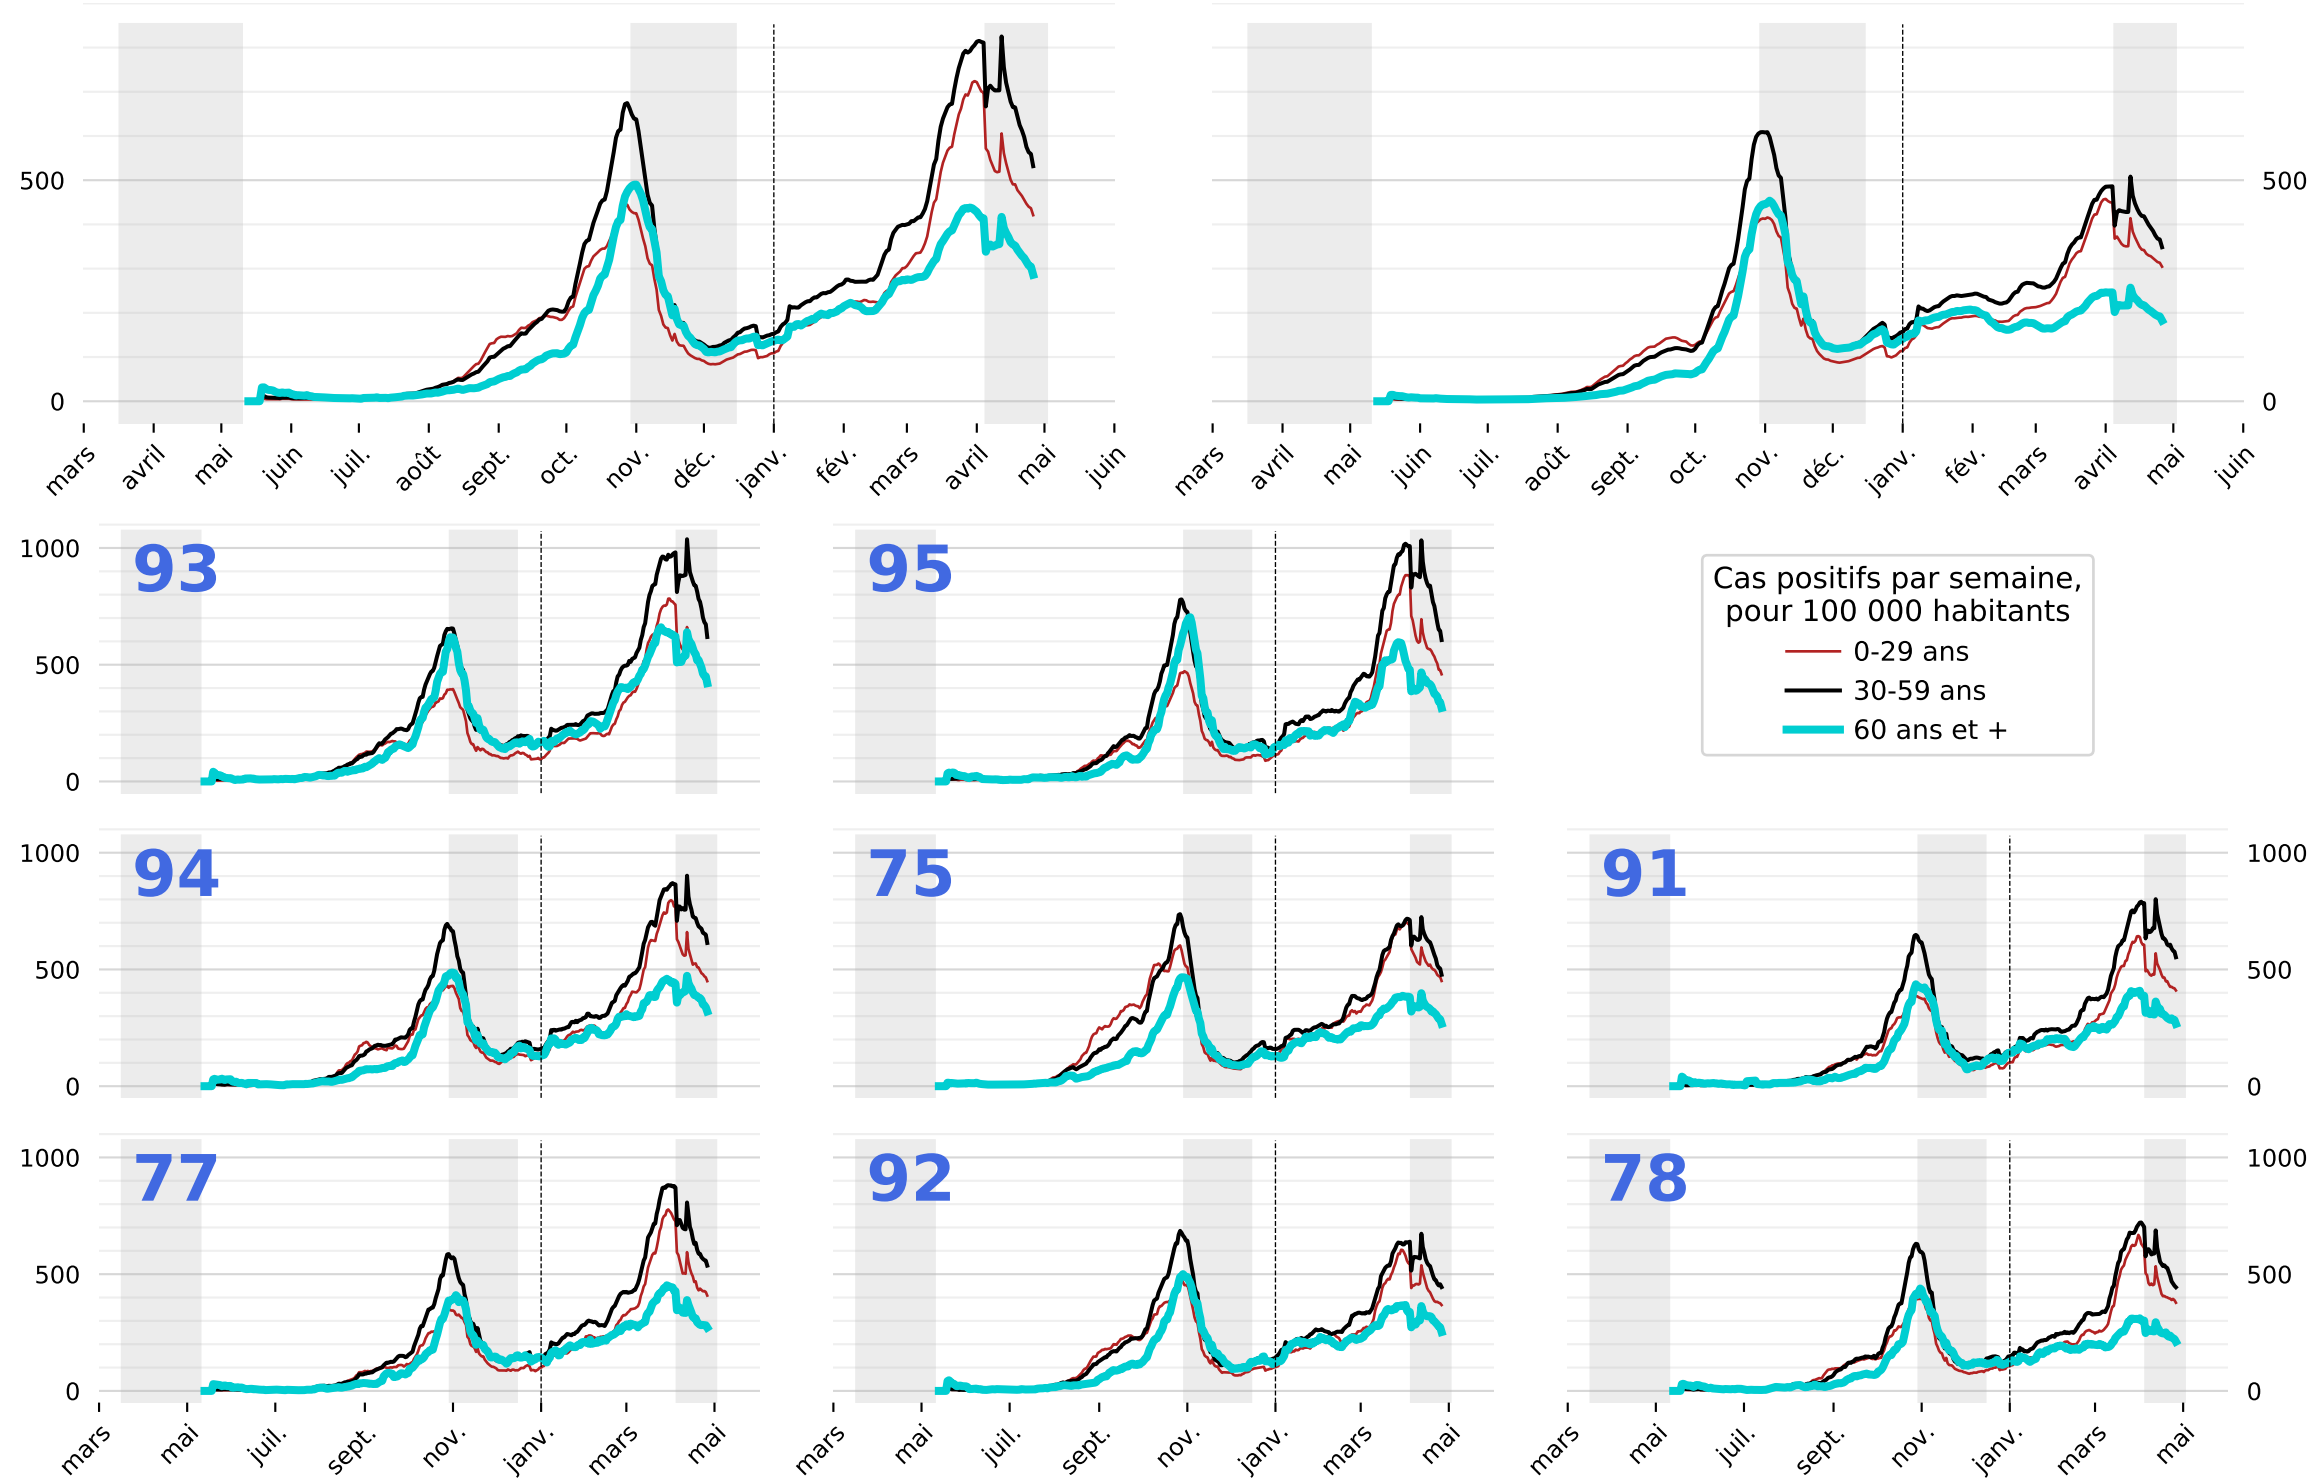 500
0
mars avril mai juin juil. août sept. oct. nov. déc. janv. fév. mars avril mai juin
500
0
mars avril mai juin juil. août sept. oct. nov. déc. janv. fév. mars avril mai juin
1000
500
0
93
95
Cas positifs par semaine,
pour 100 000 habitants
0-29 ans
30-59 ans
60 ans et +
1000
500
0
94
75
91
1000
500
0
1000
500
0
77
92
78
1000
500
0
mars mai juil. sept. nov. janv. mars mai
mars mai juil. sept. nov. janv. mars mai
mars mai juil. sept. nov. janv. mars mai